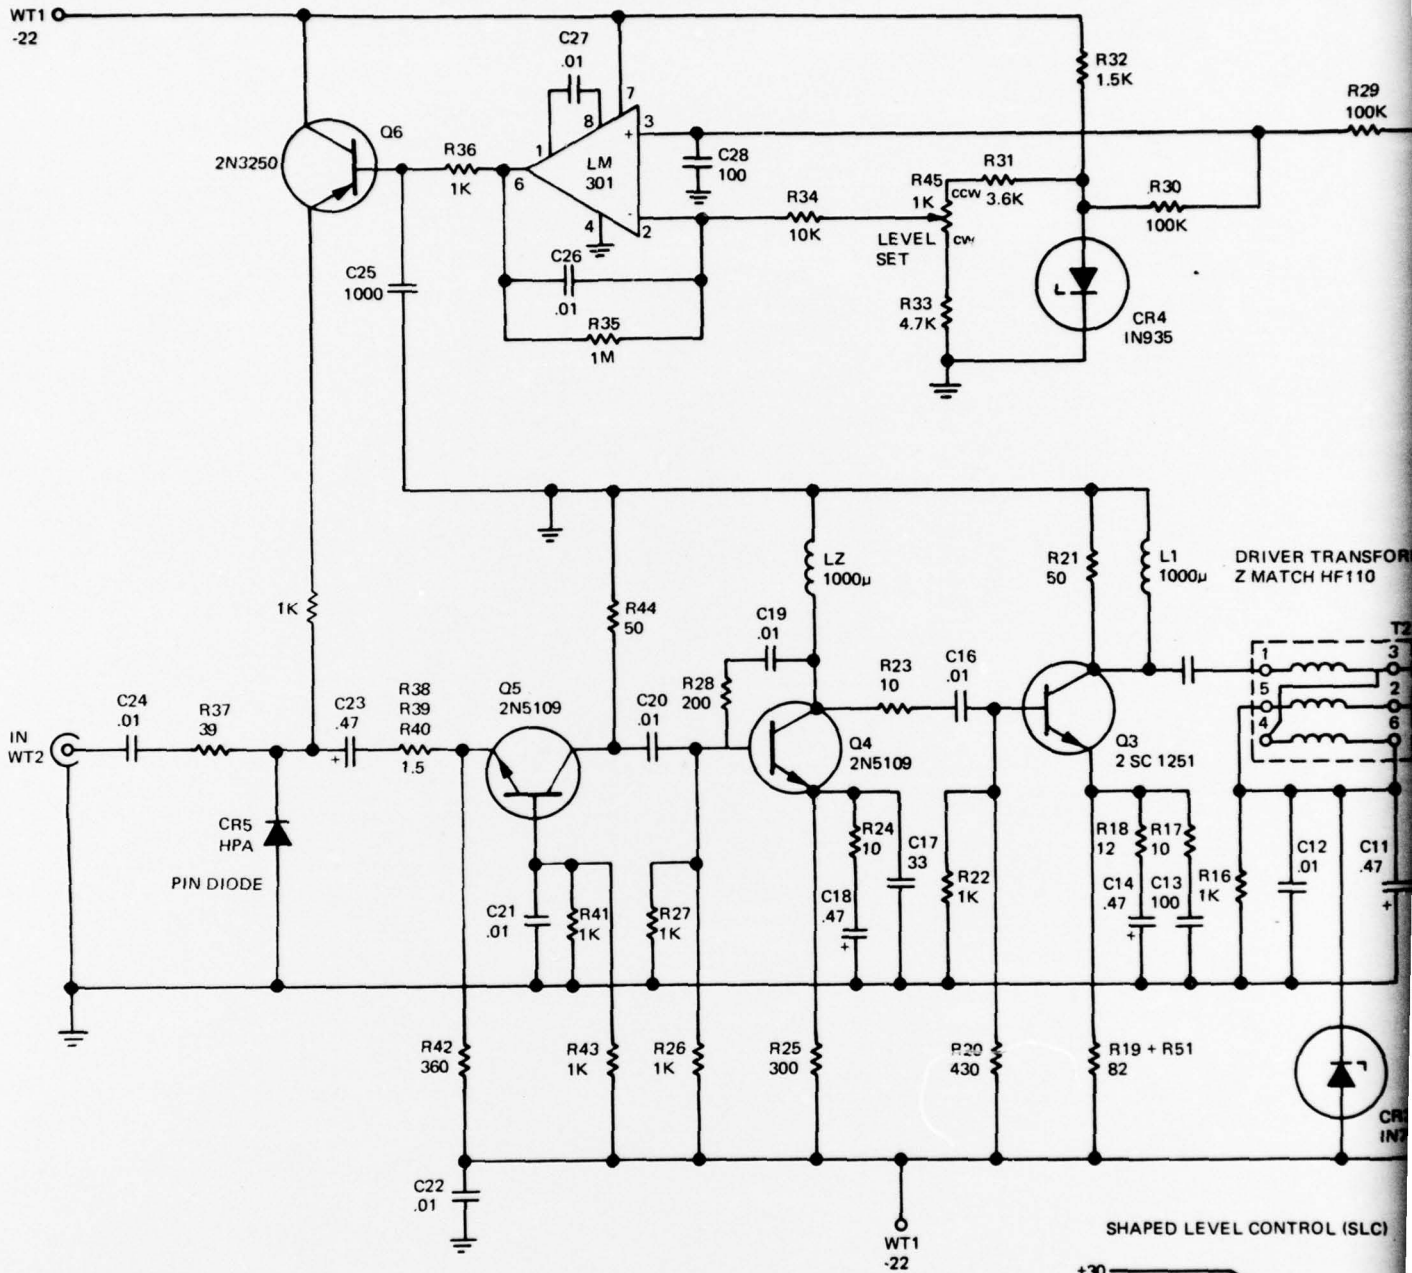 WT1
-22
C27
.01
R32
1.5K
R29
100K
7
Q6
8
+ 3
2N3250
1
R36
1K
6
LM
301
C28
100
R31
3.6K
R45
1K
CCW
R30
100K
R34
10K
4
- 2
LEVEL
SET
CW
C25
1000
C26
.01
R33
4.7K
CR4
IN935
R35
1M
LZ
1000µ
R21
50
L1
1000µ
DRIVER TRANSFOR
Z MATCH HF110
1K
R44
50
C19
.01
T2
1 3
R28
200
R23
10
C16
.01
5 2
4 6
C24
.01
R37
39
C23
.47
+
R38
R39
R40
1.5
Q5
2N5109
C20
.01
IN
WT2
Q4
2N5109
Q3
2 SC 1251
CR5
HPA
PIN DIODE
R24
10
C17
33
R18
12
R17
10
C12
.01
C11
.47
+
R22
1K
R16
1K
C21
.01
R41
1K
R27
1K
C18
.47
+
C14
.47
+
C13
100
R42
360
R43
1K
R26
1K
R25
300
R20
430
R19 + R51
82
C22
.01
WT1
-22
SHAPED LEVEL CONTROL (SLC)
+30